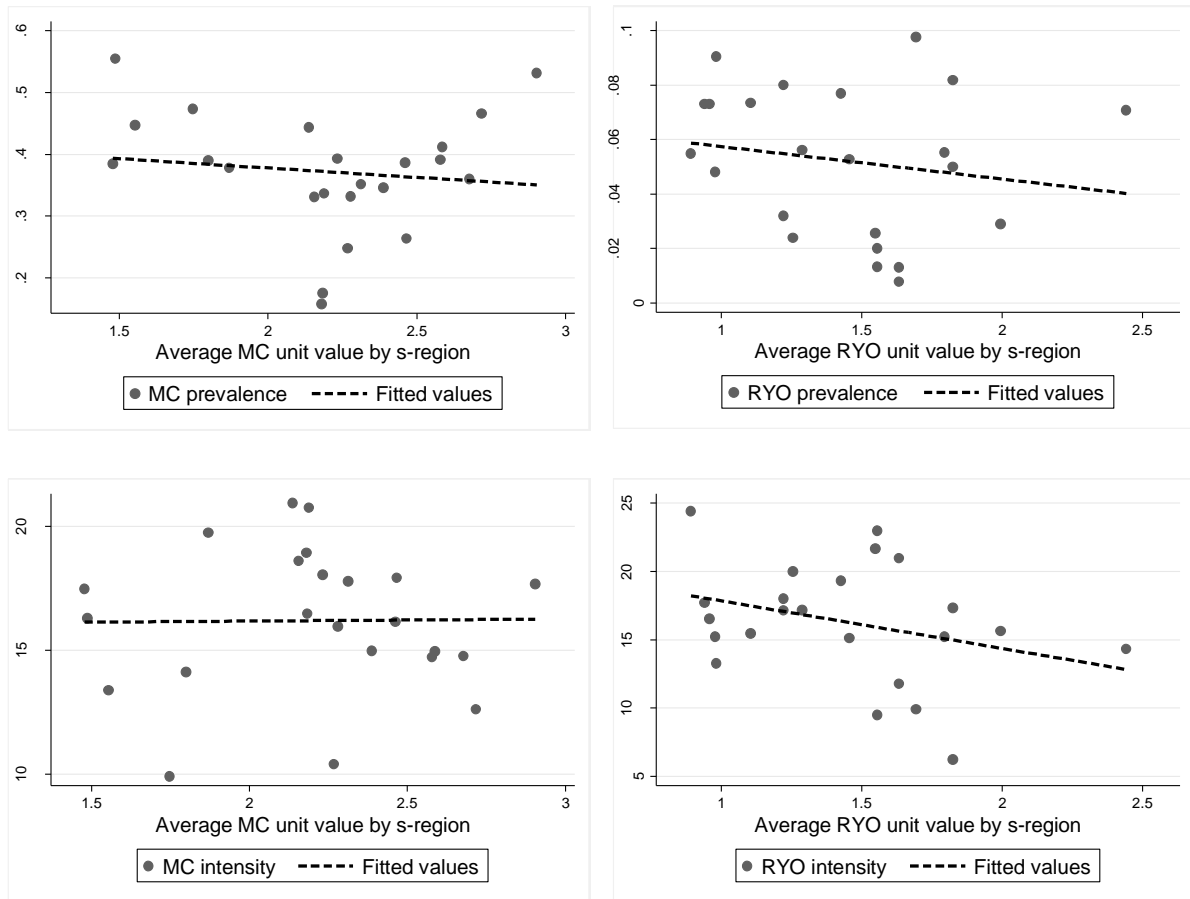 .6
.5
.4
.3
.2
1.5 2 2.5 3
Average MC unit value by s-region
MC prevalence Fitted values
.1
.08
.06
.04
.02
0
1 1.5 2 2.5
Average RYO unit value by s-region
RYO prevalence Fitted values
20
15
10
1.5 2 2.5 3
Average MC unit value by s-region
MC intensity Fitted values
25
20
15
10
5
1 1.5 2 2.5
Average RYO unit value by s-region
RYO intensity Fitted values